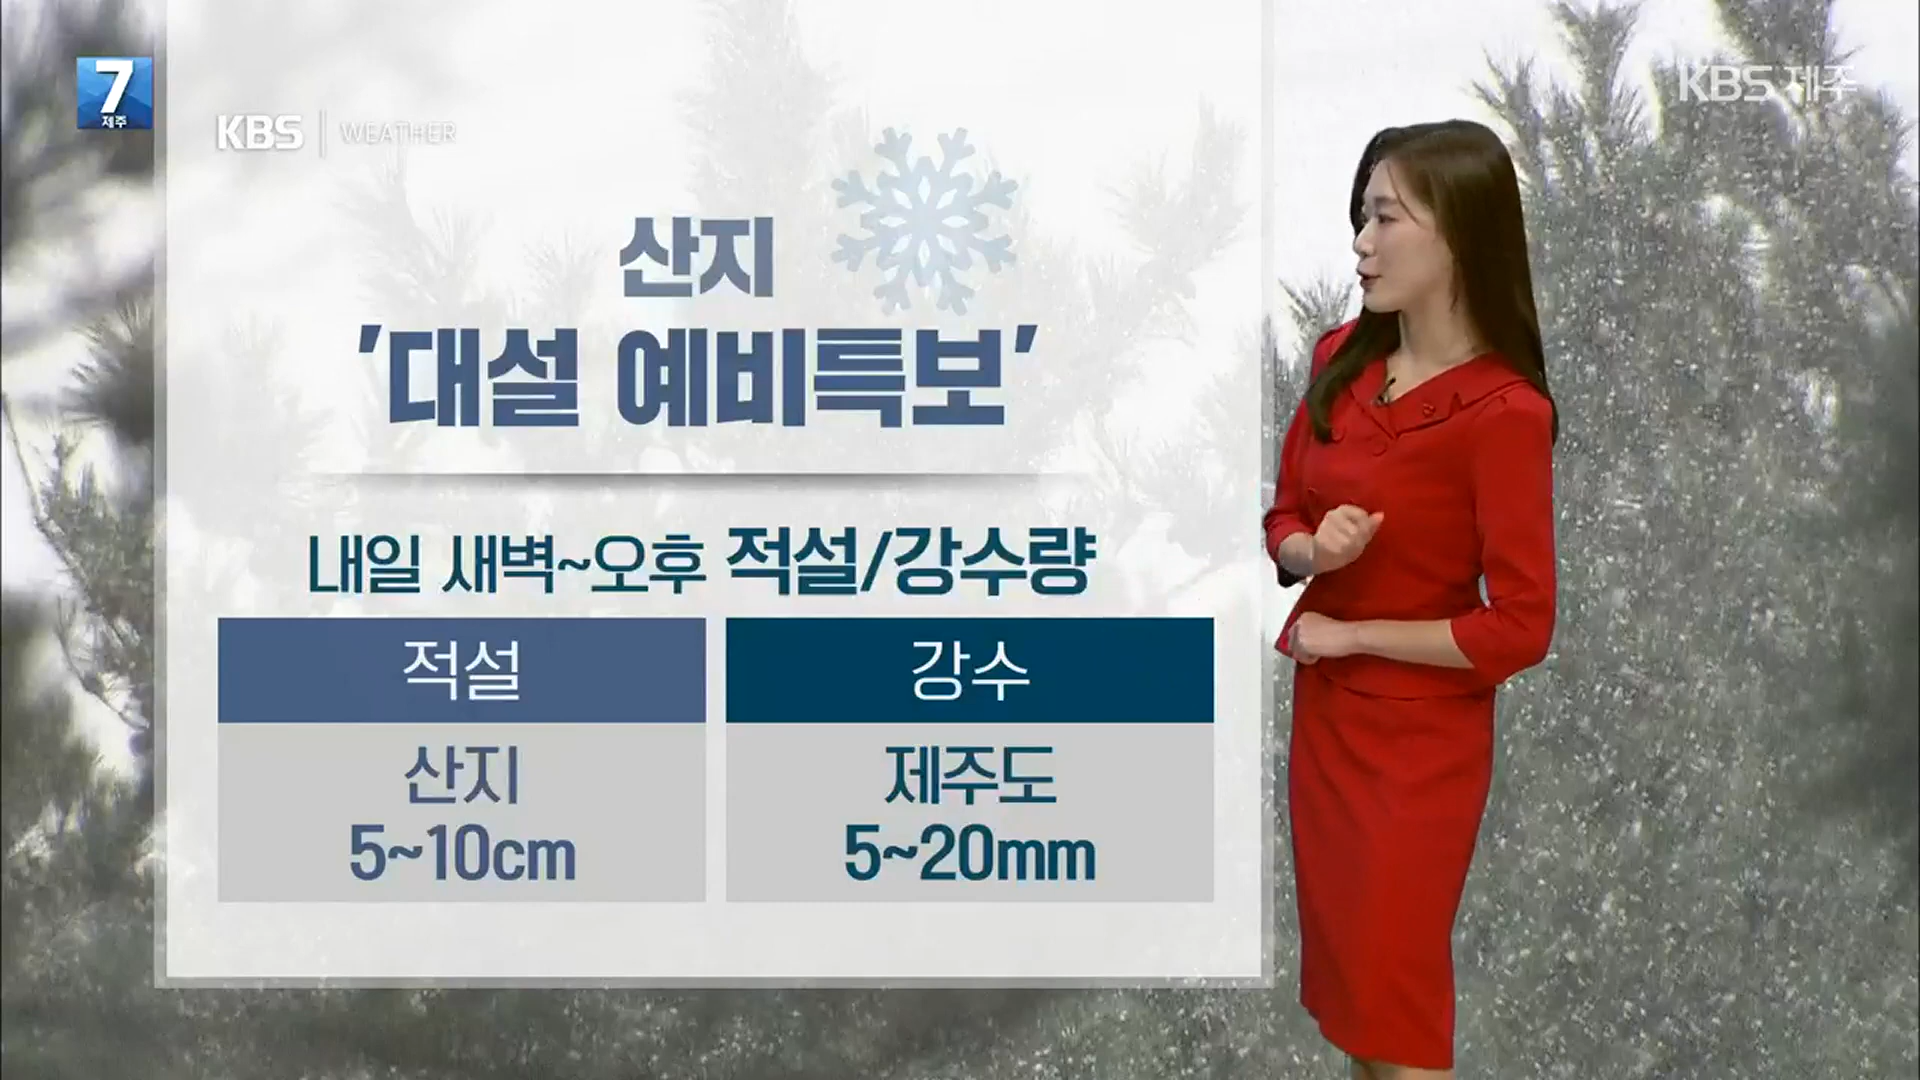 7
제주
KBS 제주
KBS | WEATHER
산지
'대설 예비특보'
내일 새벽~오후 적설/강수량
적설
강수
산지
제주도
5~10cm
5~20mm